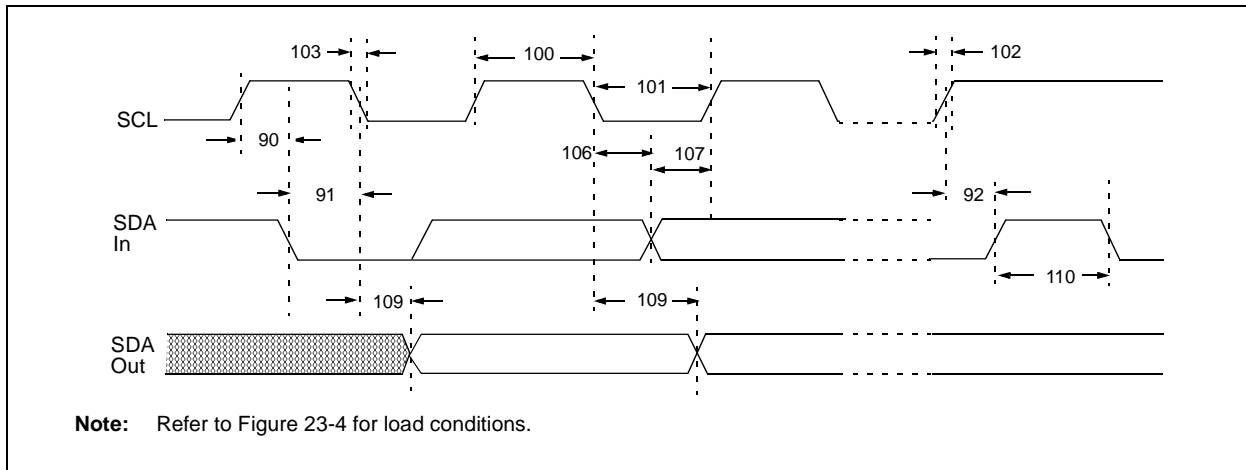 103
100
101
102
SCL
90
106
107
91
92
SDA
In
109
109
110
SDA
Out
Note: Refer to Figure 23-4 for load conditions.